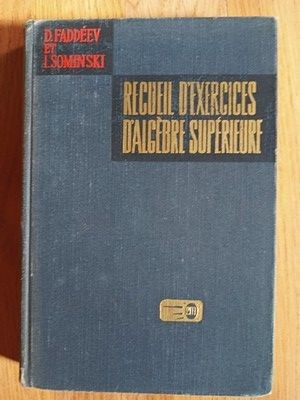 D. FADDÉEV
ET
I. SOMINSKI
RECUEIL D'EXERCICES
D'ALGÈBRE SUPÉRIEURE